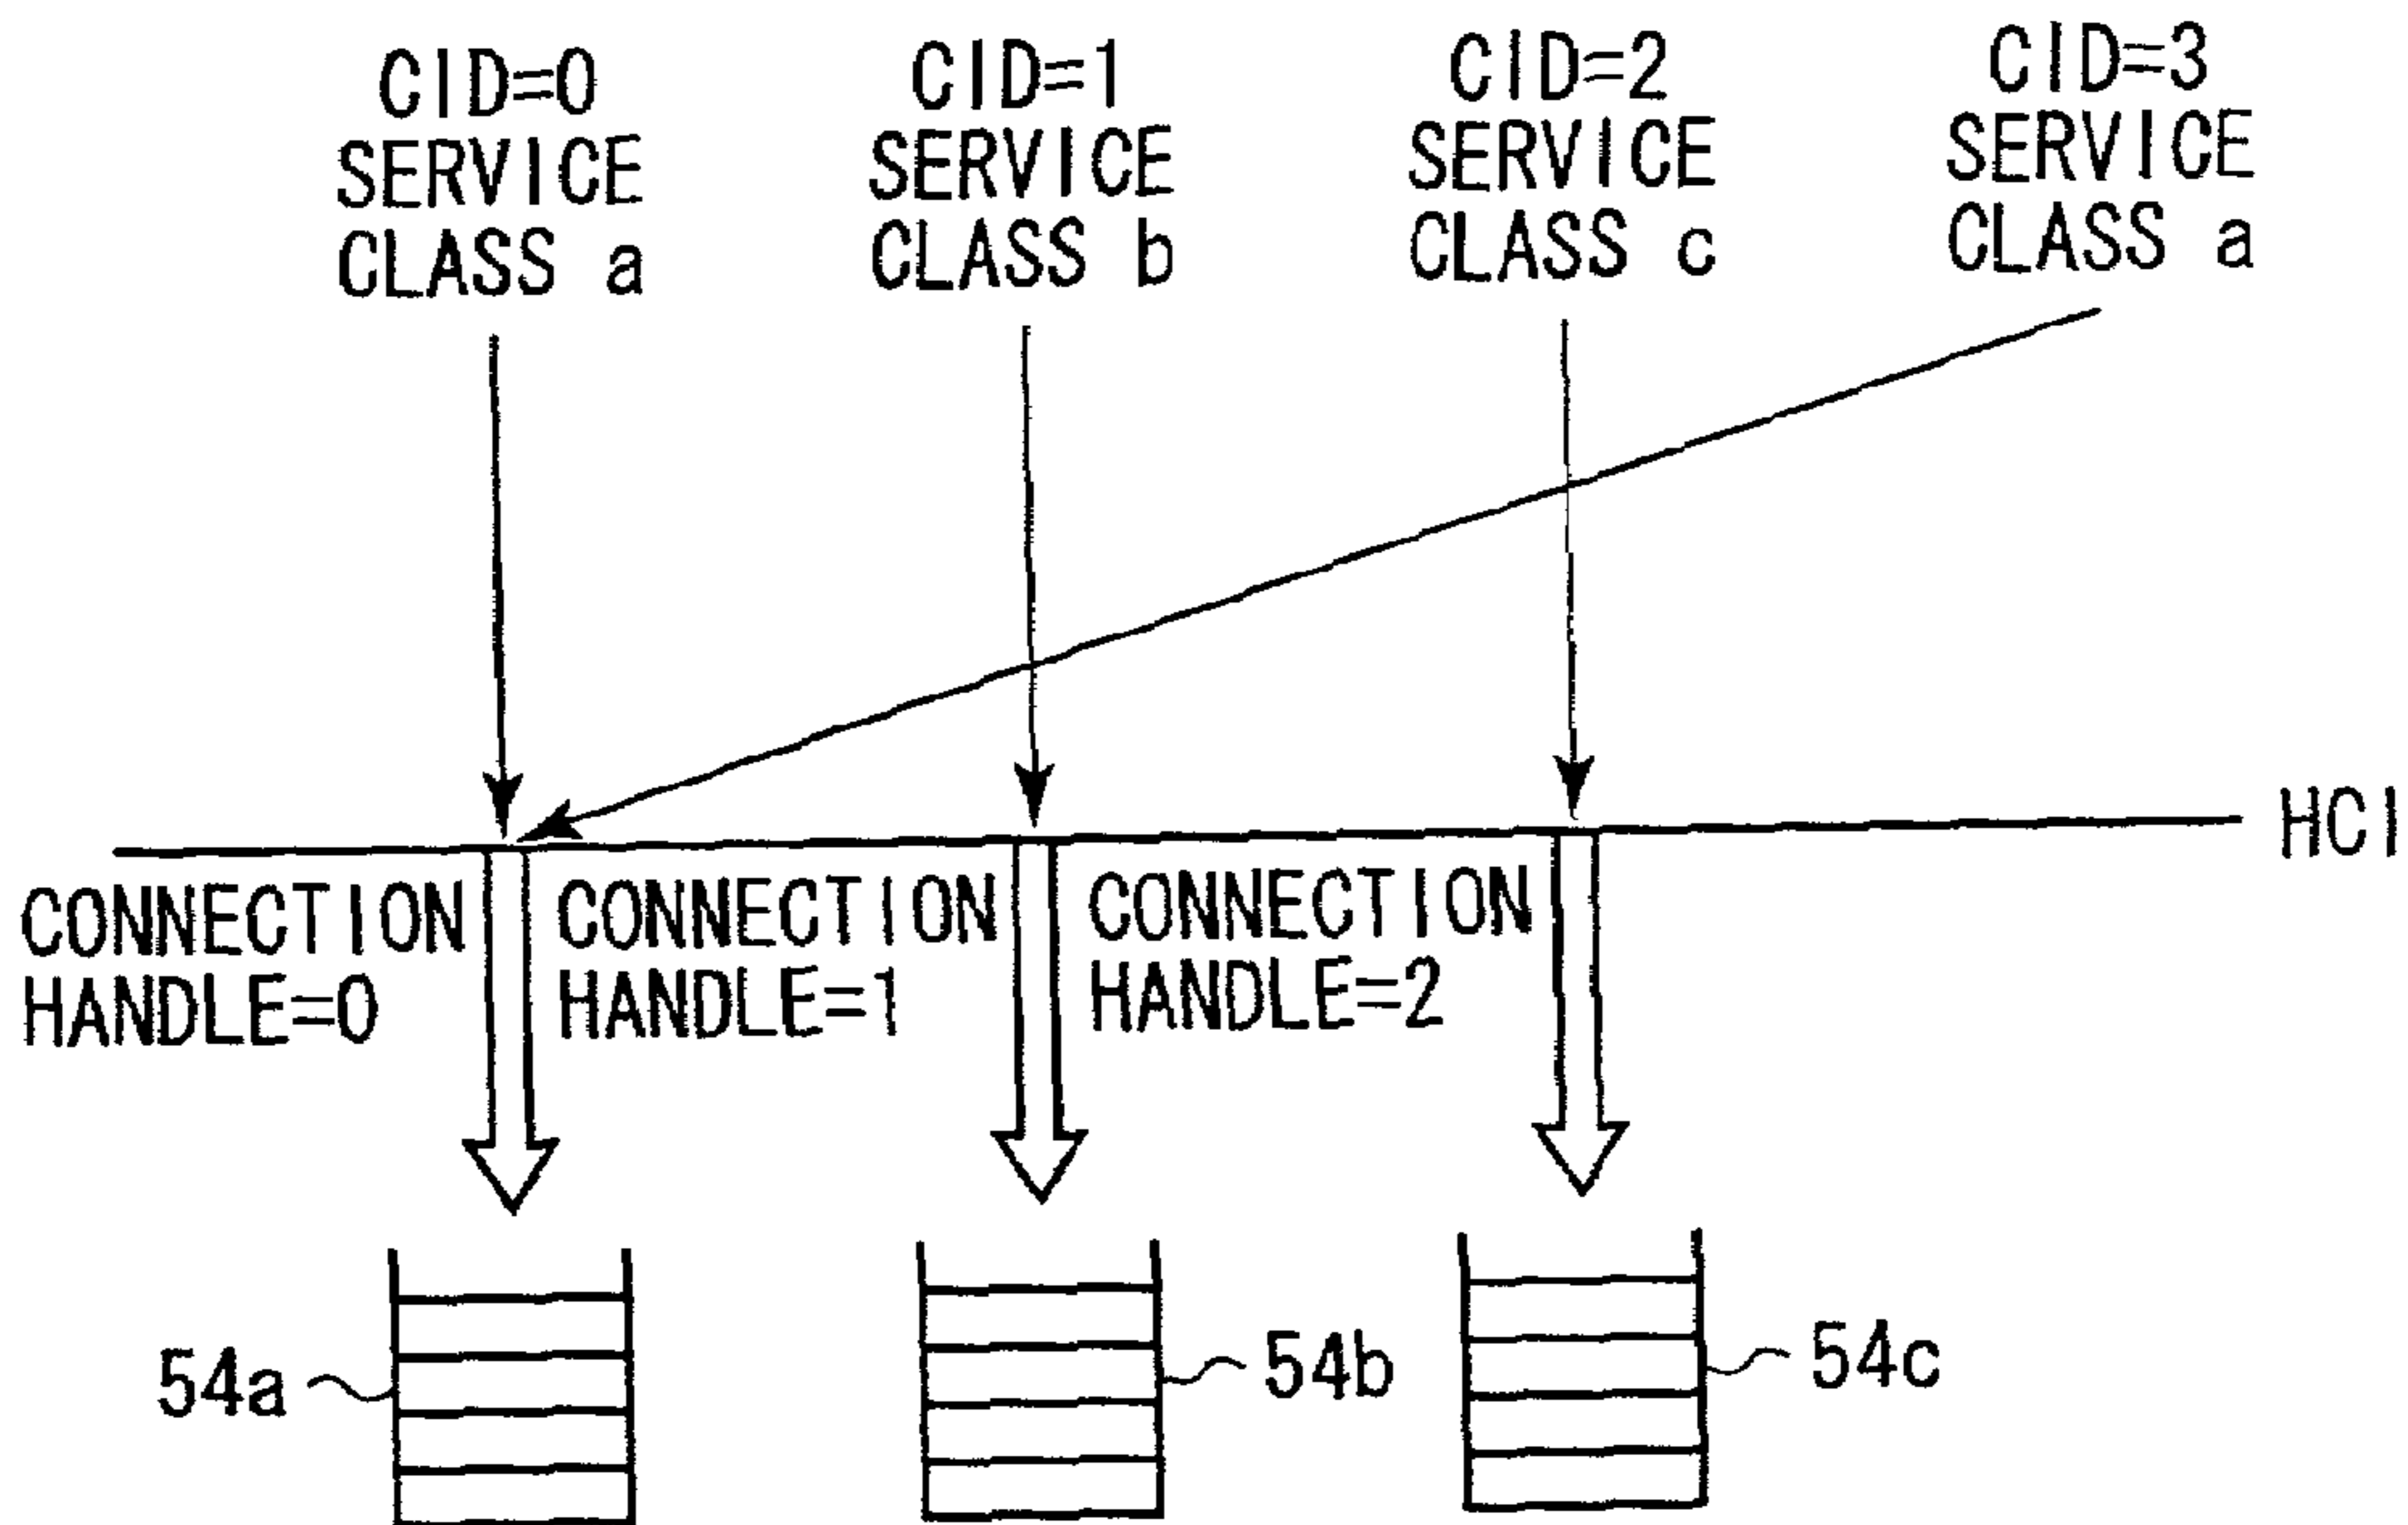 CID=0
SERVICE
CLASS a
CID=1
SERVICE
CLASS b
CID=2
SERVICE
CLASS c
CID=3
SERVICE
CLASS a
HCI
CONNECTION
HANDLE=0
CONNECTION
HANDLE=1
CONNECTION
HANDLE=2
54a
54b
54c